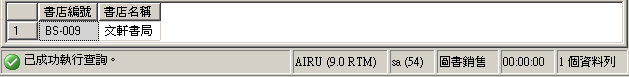 書店編號 書店名稱
1 BS-009 文軒書局
已成功執行查詢。 AIRU (9.0 RTM) sa (54) 圖書銷售 00:00:00 1 個資料列